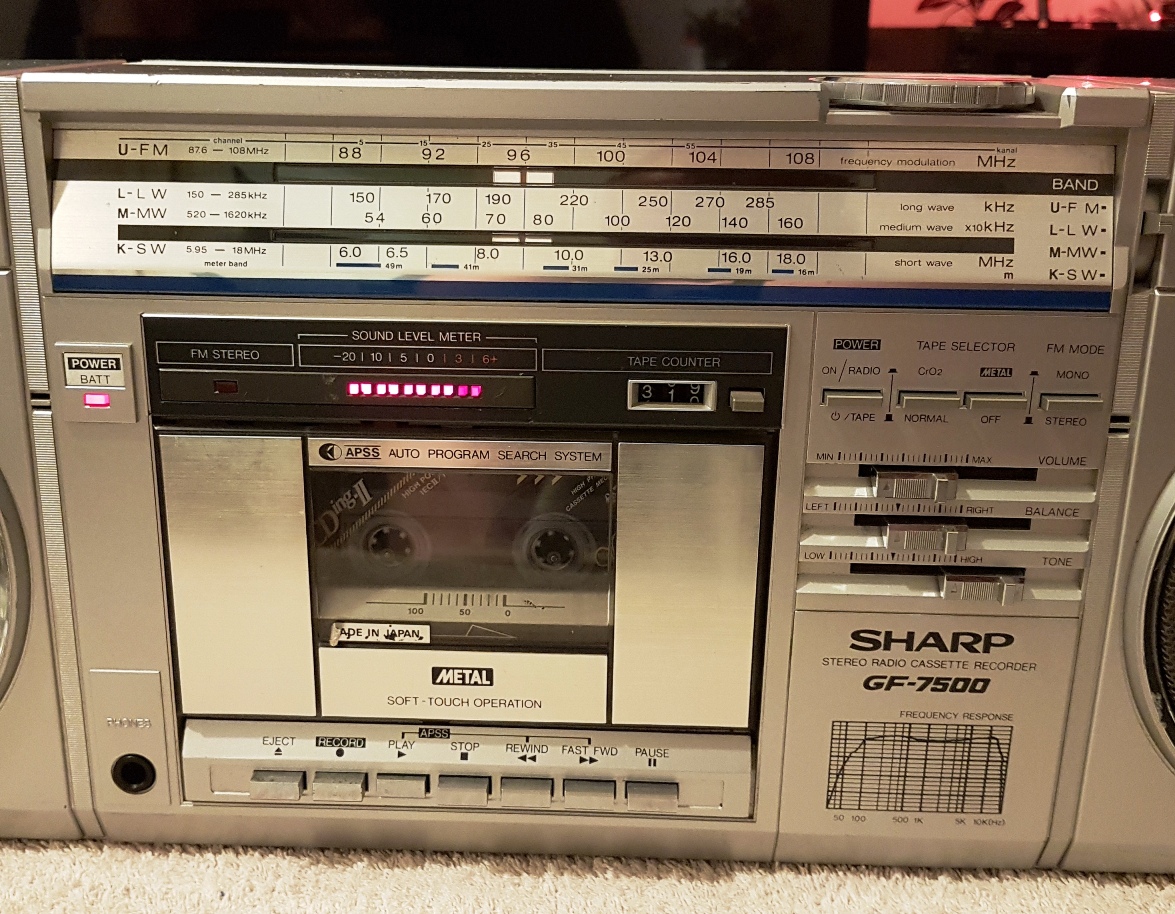 channel 5 15 25 35 45 55 kanal
U-FM 87.6 — 108MHz 88 92 96 100 104 108 frequency modulation MHz
BAND
L-LW 150 — 285kHz 150 170 190 220 250 270 285 long wave kHz U-FM
M-MW 520 — 1620kHz 54 60 70 80 100 120 140 160 medium wave x10kHz L-LW
K-SW 5.95 — 18MHz 6.0 6.5 8.0 10.0 13.0 16.0 18.0 short wave MHz M-MW
meter band 49m 41m 31m 25m 19m 16m m K-SW
POWER
BATT
SOUND LEVEL METER
FM STEREO -20 10 5 0 3 6+ TAPE COUNTER
3 1
POWER TAPE SELECTOR FM MODE
ON/RADIO CrO2 METAL MONO
/TAPE NORMAL OFF STEREO
MIN MAX VOLUME
LEFT RIGHT BALANCE
LOW HIGH TONE
APSS AUTO PROGRAM SEARCH SYSTEM
Ding-II
100 50 0
ADE IN JAPAN
METAL
SOFT-TOUCH OPERATION
SHARP
STEREO RADIO CASSETTE RECORDER
GF-7500
FREQUENCY RESPONSE
50 100 500 1K 5K 10K(Hz)
PHONES
APSS
EJECT RECORD PLAY STOP REWIND FAST FWD PAUSE